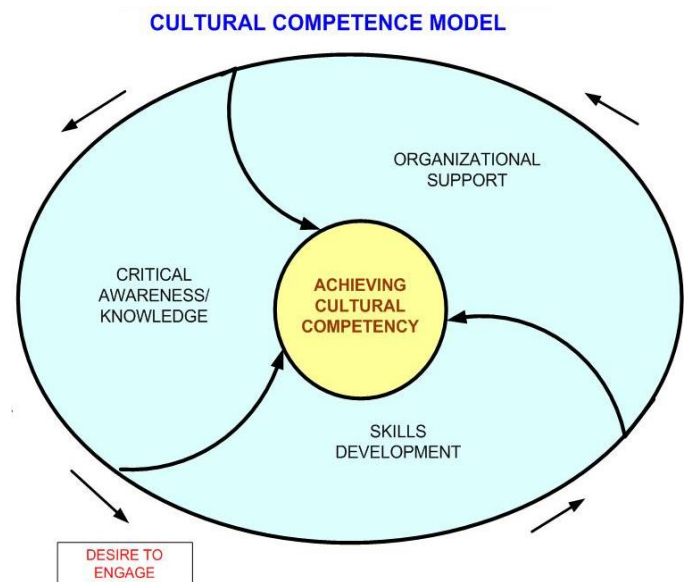 CULTURAL COMPETENCE MODEL
ORGANIZATIONAL
SUPPORT
CRITICAL
AWARENESS/
KNOWLEDGE
ACHIEVING
CULTURAL
COMPETENCY
SKILLS
DEVELOPMENT
DESIRE TO
ENGAGE